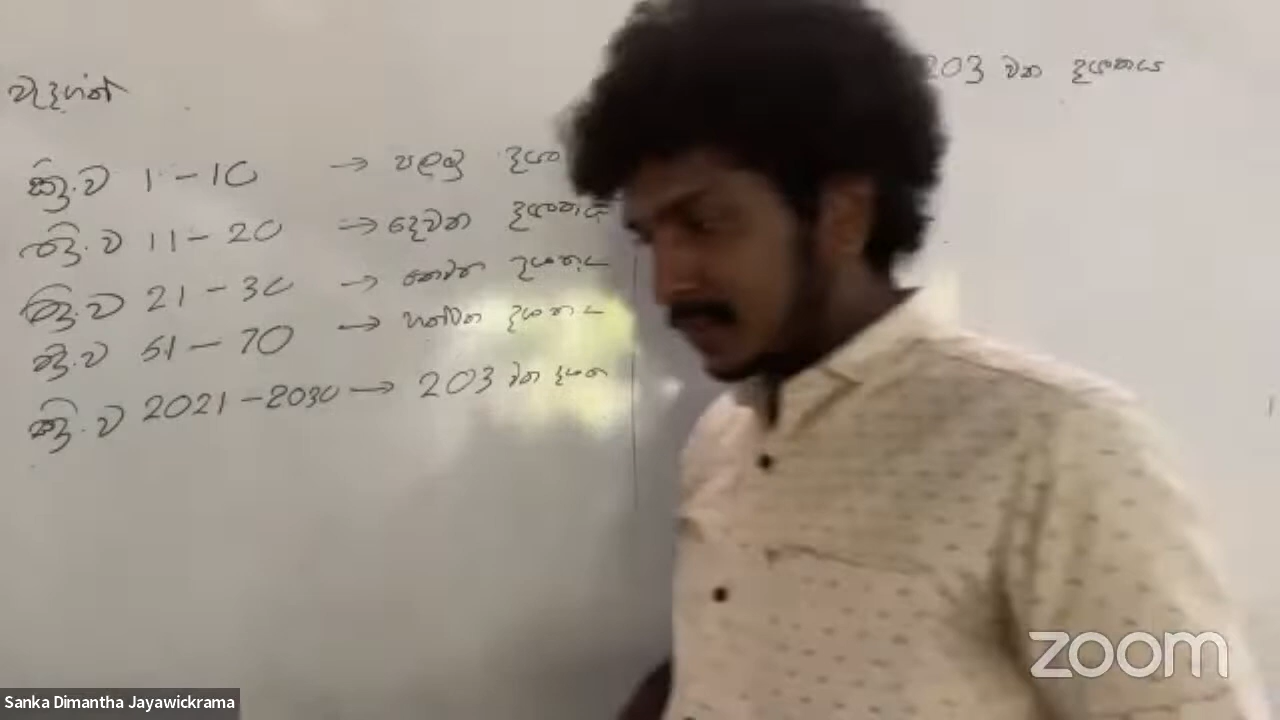 වැදගත්
ක්‍රි.ව 1 - 10 → පළමු දශක
ක්‍රි.ව 11 - 20 → දෙවන දශකය
ක්‍රි.ව 21 - 30 → තෙවන දශකය
ක්‍රි.ව 61 - 70 → හත්වන දශකය
ක්‍රි.ව 2021 - 2030 → 203 වන දශක
203 වන දශකය
zoom
Sanka Dimantha Jayawickrama